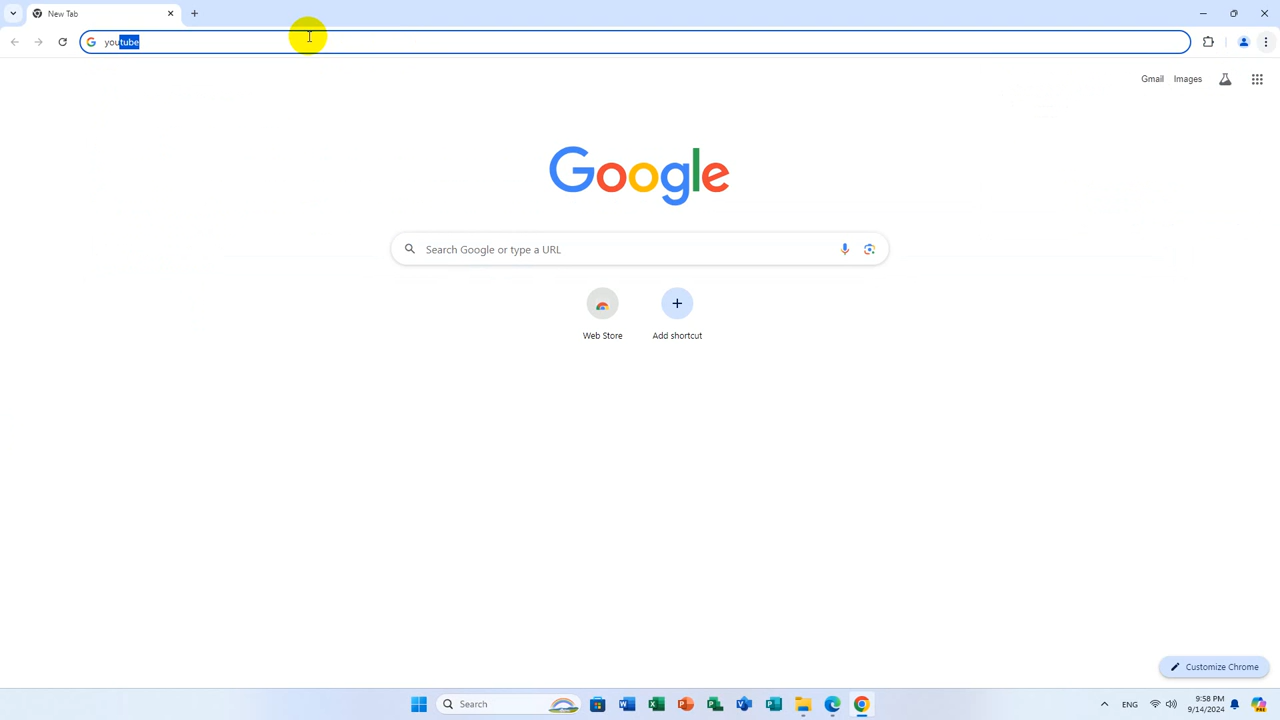 New Tab
youtube
Gmail
Images
Google
Search Google or type a URL
Web Store
Add shortcut
Customize Chrome
Search
ENG
9:58 PM
9/14/2024